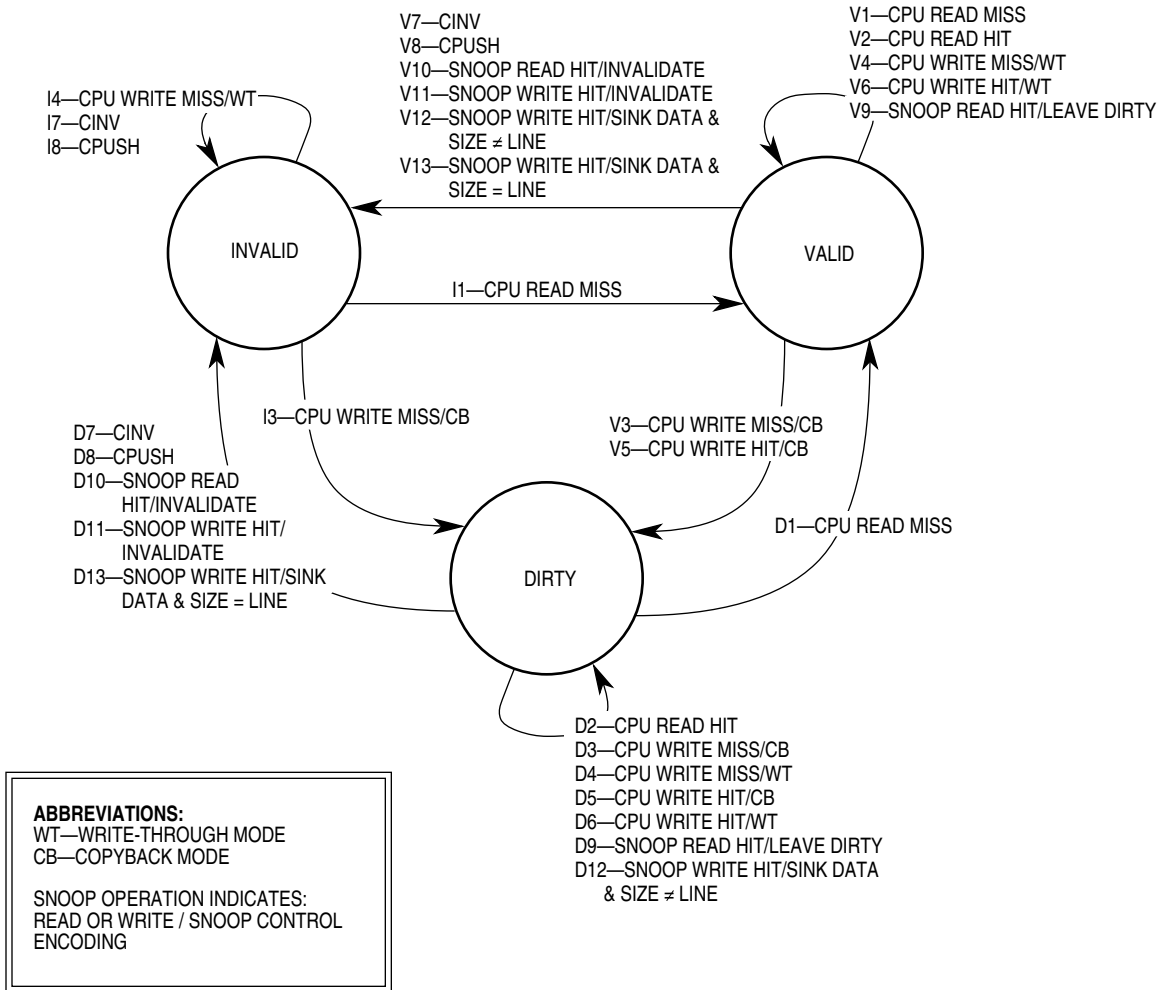 V7—CINV
V8—CPUSH
V10—SNOOP READ HIT/INVALIDATE
V11—SNOOP WRITE HIT/INVALIDATE
V12—SNOOP WRITE HIT/SINK DATA &
SIZE ≠ LINE
V13—SNOOP WRITE HIT/SINK DATA &
SIZE = LINE
V1—CPU READ MISS
V2—CPU READ HIT
V4—CPU WRITE MISS/WT
V6—CPU WRITE HIT/WT
V9—SNOOP READ HIT/LEAVE DIRTY
I4—CPU WRITE MISS/WT
I7—CINV
I8—CPUSH
INVALID
VALID
I1—CPU READ MISS
I3—CPU WRITE MISS/CB
V3—CPU WRITE MISS/CB
V5—CPU WRITE HIT/CB
D7—CINV
D8—CPUSH
D10—SNOOP READ
HIT/INVALIDATE
D11—SNOOP WRITE HIT/
INVALIDATE
D13—SNOOP WRITE HIT/SINK
DATA & SIZE = LINE
D1—CPU READ MISS
DIRTY
D2—CPU READ HIT
D3—CPU WRITE MISS/CB
D4—CPU WRITE MISS/WT
D5—CPU WRITE HIT/CB
D6—CPU WRITE HIT/WT
D9—SNOOP READ HIT/LEAVE DIRTY
D12—SNOOP WRITE HIT/SINK DATA
& SIZE ≠ LINE
ABBREVIATIONS:
WT—WRITE-THROUGH MODE
CB—COPYBACK MODE
SNOOP OPERATION INDICATES:
READ OR WRITE / SNOOP CONTROL
ENCODING